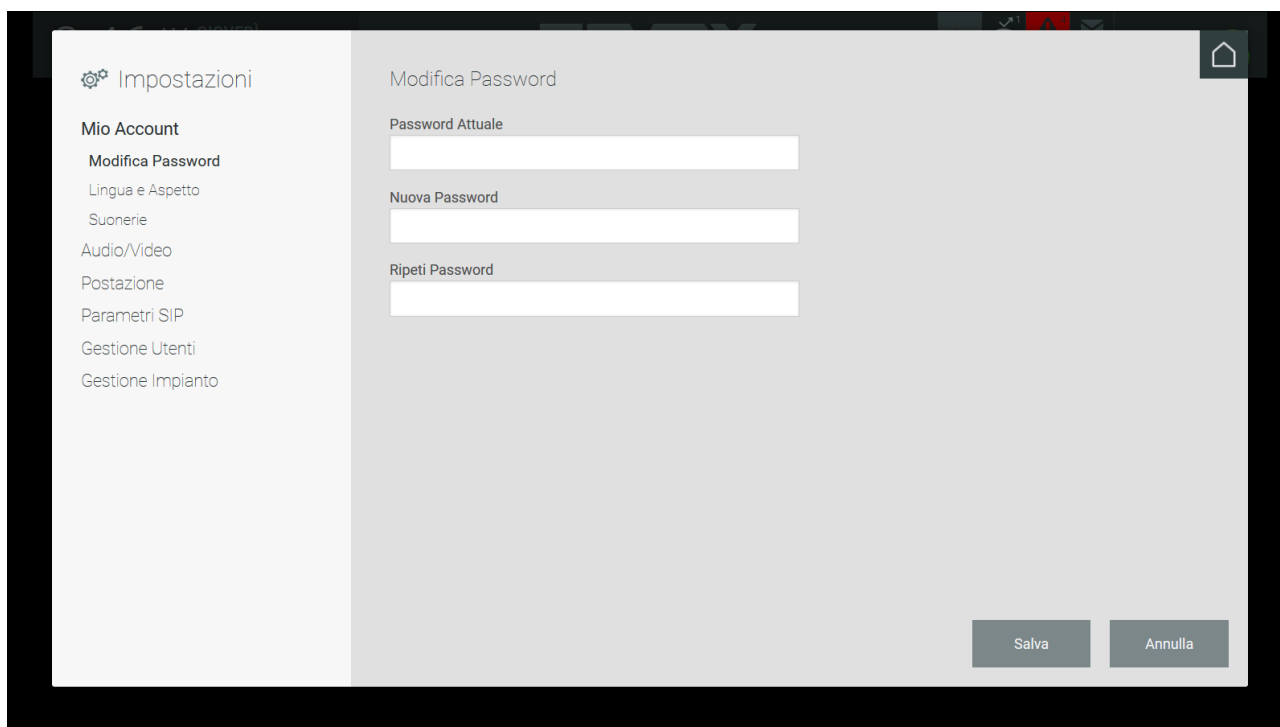 Impostazioni
Mio Account
Modifica Password
Lingua e Aspetto
Suonerie
Audio/Video
Postazione
Parametri SIP
Gestione Utenti
Gestione Impianto
Modifica Password
Password Attuale
Nuova Password
Ripeti Password
Salva
Annulla